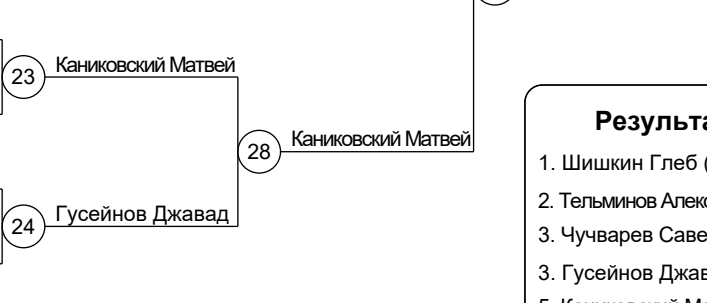 23
Каниковский Матвей
28
Каниковский Матвей
24
Гусейнов Джавад
Результа
1. Шишкин Глеб (
2. Тельминов Алекс
3. Чучварев Саве
3. Гусейнов Джав